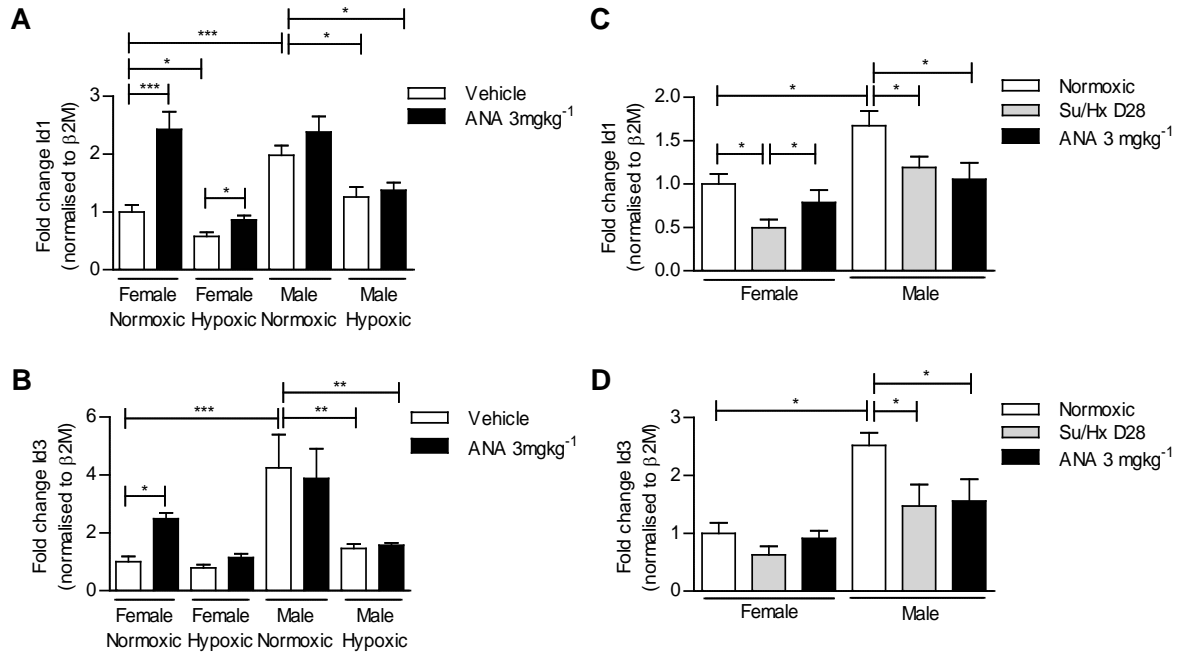 A
*
***
*
*
***
*
3
2
1
0
Fold change Id1
(normalised to β2M)
Vehicle
ANA 3mgkg-1
Female Female Male Male
Normoxic Hypoxic Normoxic Hypoxic
C
*
*
*
*
*
2.0
1.5
1.0
0.5
0.0
Fold change Id1
(normalised to β2M)
Normoxic
Su/Hx D28
ANA 3 mgkg-1
Female Male
B
**
***
**
*
6
4
2
0
Fold change Id3
(normalised to β2M)
Vehicle
ANA 3mgkg-1
Female Female Male Male
Normoxic Hypoxic Normoxic Hypoxic
D
*
*
*
3
2
1
0
Fold change Id3
(normalised to β2M)
Normoxic
Su/Hx D28
ANA 3 mgkg-1
Female Male